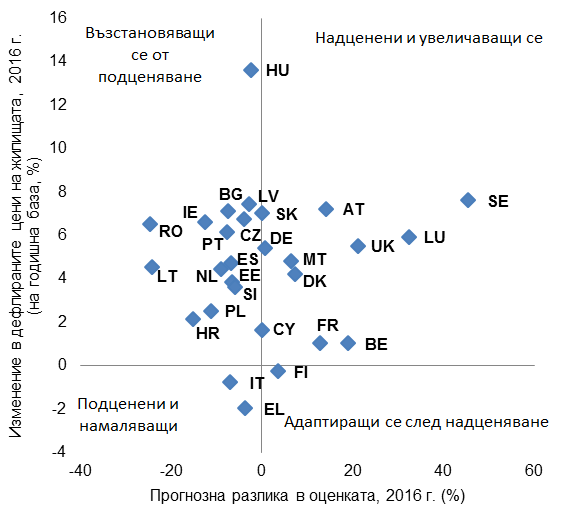 Изменение в дефлираните цени на жилищата, 2016 г.
(на годишна база, %)
16
14
12
10
8
6
4
2
0
-2
-4
Възстановяващи
се от
подценяване
Надценени и увеличаващи се
HU
SE
BG
LV
IE
SK
AT
RO
PT
CZ
DE
UK
LU
ES
MT
LT
NL
EE
DK
SI
PL
HR
CY
FR
BE
IT
FI
EL
Подценени и
намаляващи
Адаптиращи се след надценяване
-40
-20
0
20
40
60
Прогнозна разлика в оценката, 2016 г. (%)